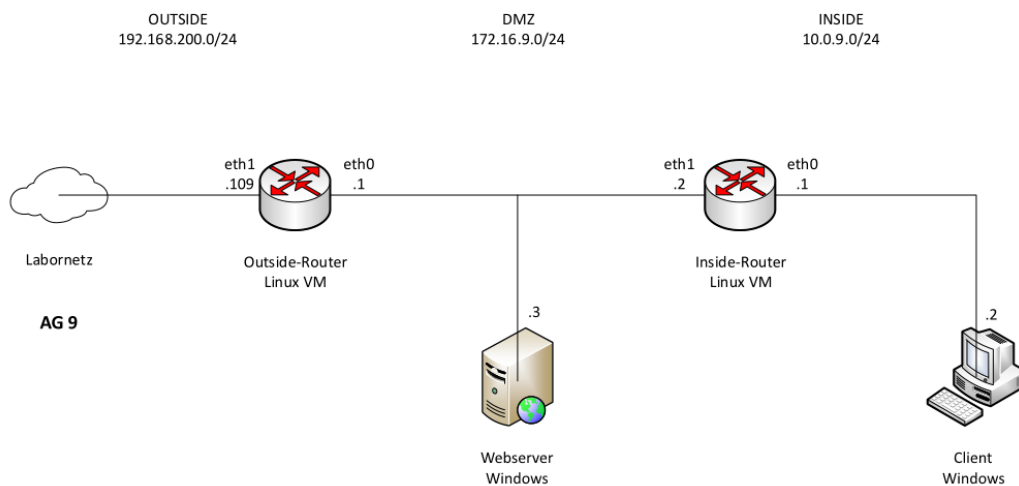 OUTSIDE
192.168.200.0/24
DMZ
172.16.9.0/24
INSIDE
10.0.9.0/24
eth1
.109
eth0
.1
eth1
.2
eth0
.1
Labornetz
Outside-Router
Linux VM
Inside-Router
Linux VM
AG 9
.3
.2
Webserver
Windows
Client
Windows